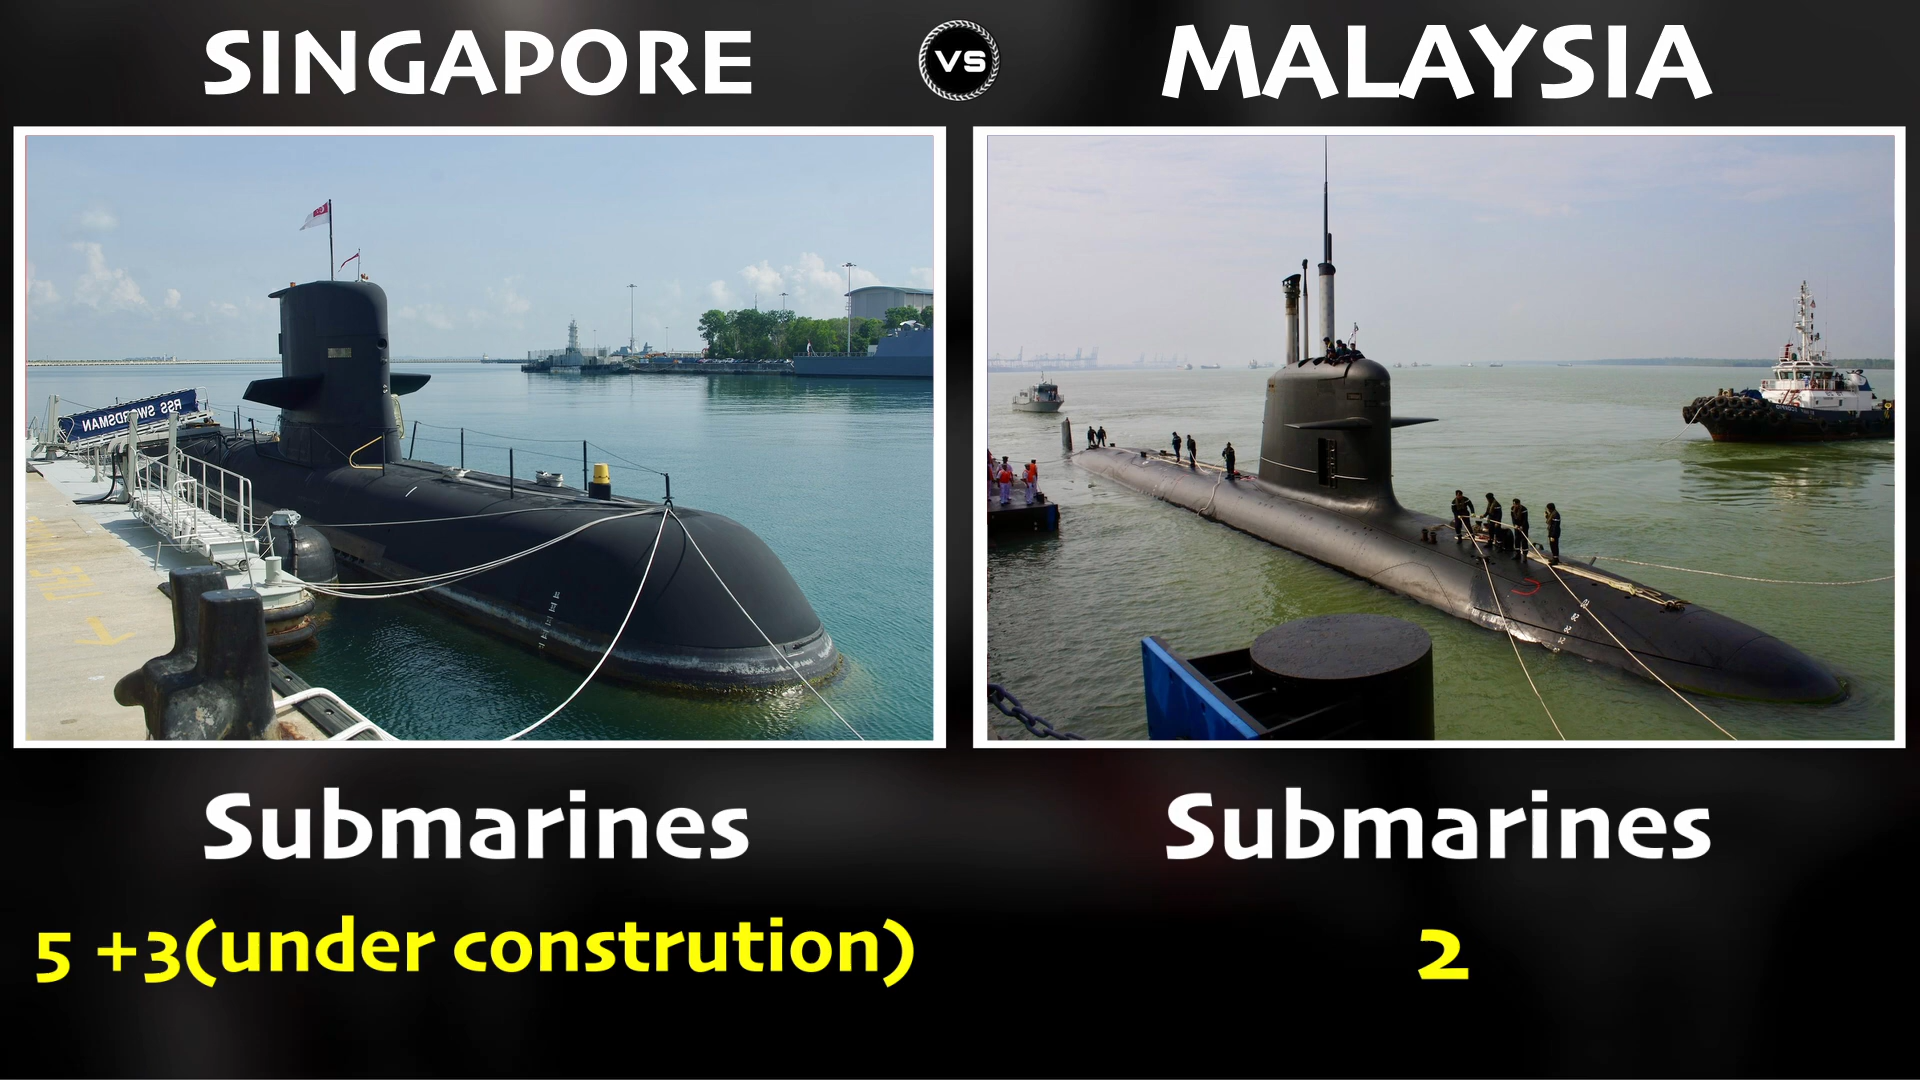 SINGAPORE
VS
MALAYSIA
RSS SWORDSMAN
Submarines
Submarines
5 +3(under constrution)
2